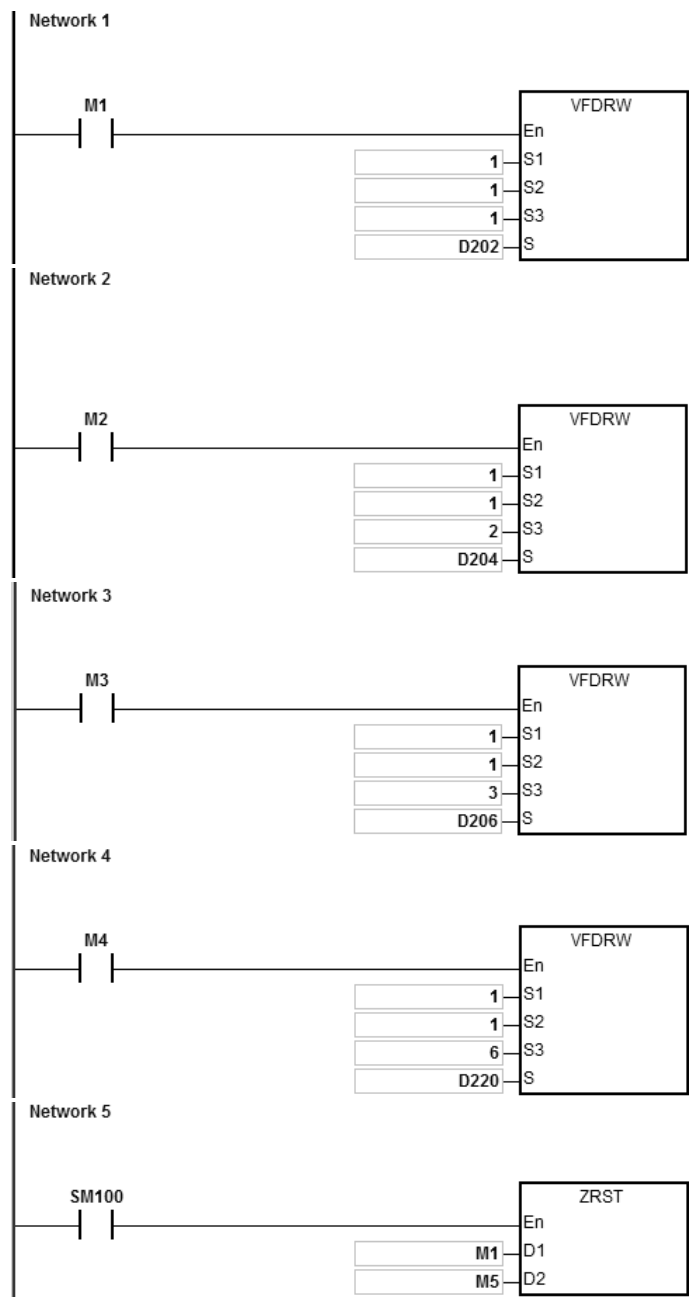 Network 1
M1
VFDRW
En
1 S1
1 S2
1 S3
D202 S
Network 2
M2
VFDRW
En
1 S1
1 S2
2 S3
D204 S
Network 3
M3
VFDRW
En
1 S1
1 S2
3 S3
D206 S
Network 4
M4
VFDRW
En
1 S1
1 S2
6 S3
D220 S
Network 5
SM100
ZRST
En
M1 D1
M5 D2